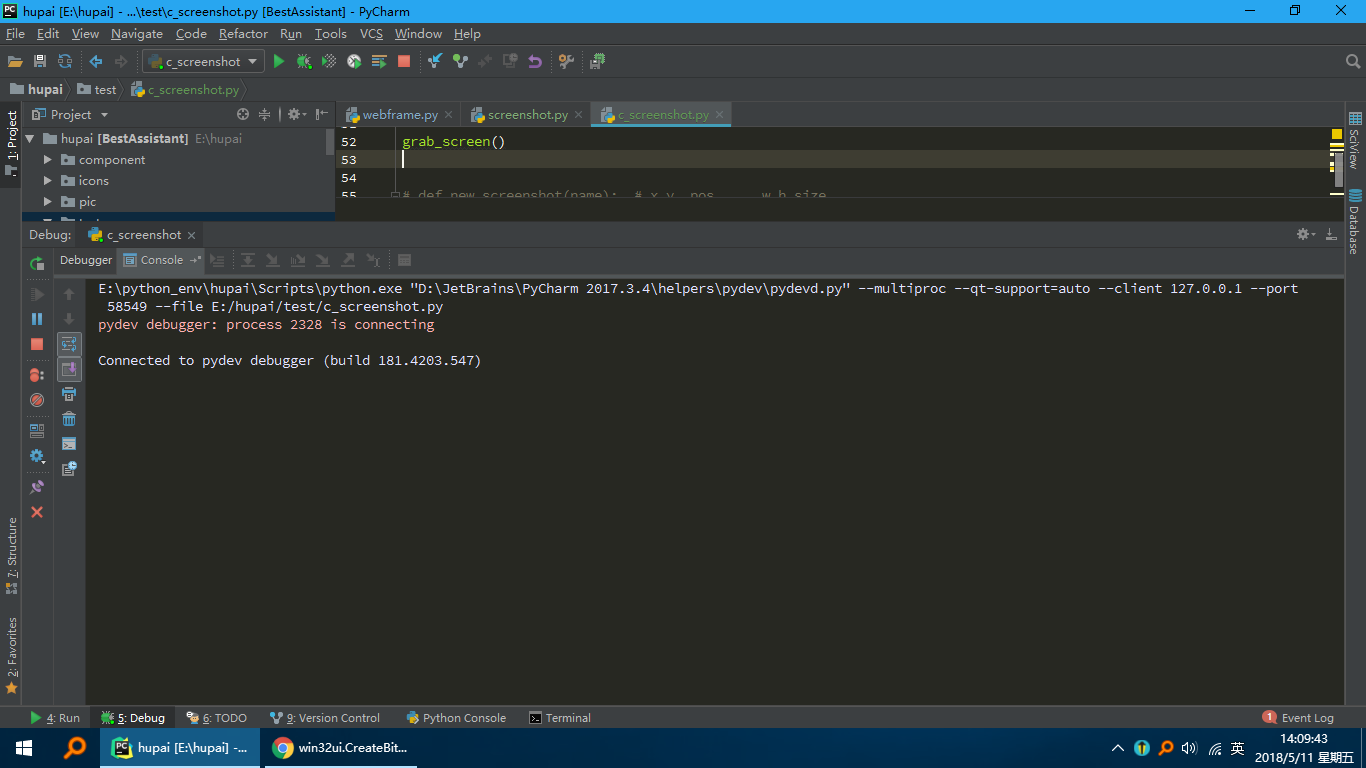 hupai [E:\hupai] - ...\test\c_screenshot.py [BestAssistant] - PyCharm
File Edit View Navigate Code Refactor Run Tools VCS Window Help
c_screenshot
hupai test c_screenshot.py
1: Project
Project
webframe.py screenshot.py c_screenshot.py
hupai [BestAssistant] E:\hupai
component
icons
pic
52 grab_screen()
53
54
55 # def new_screenshot(name): # x,y pos w,h size
SciView
Database
Debug: c_screenshot
Debugger Console
E:\python_env\hupai\Scripts\python.exe "D:\JetBrains\PyCharm 2017.3.4\helpers\pydev\pydevd.py" --multiproc --qt-support=auto --client 127.0.0.1 --port
58549 --file E:/hupai/test/c_screenshot.py
pydev debugger: process 2328 is connecting
Connected to pydev debugger (build 181.4203.547)
7: Structure
2: Favorites
4: Run 5: Debug 6: TODO 9: Version Control Python Console Terminal 1 Event Log
PC hupai [E:\hupai] -... win32ui.CreateBit... 英 14:09:43
2018/5/11 星期五